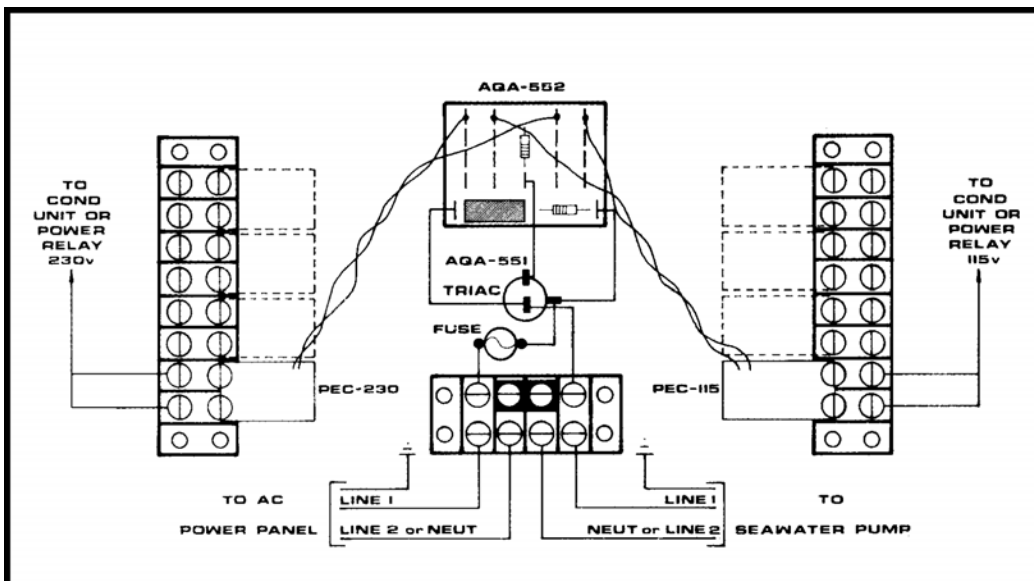 AQA-552
TO
COND
UNIT OR
POWER
RELAY
230v
TO
COND
UNIT OR
POWER
RELAY
115v
AQA-551
TRIAC
FUSE
PEC-230
PEC-115
TO AC
POWER PANEL
LINE 1
LINE 2 or NEUT
LINE 1
NEUT or LINE 2
TO
SEAWATER PUMP